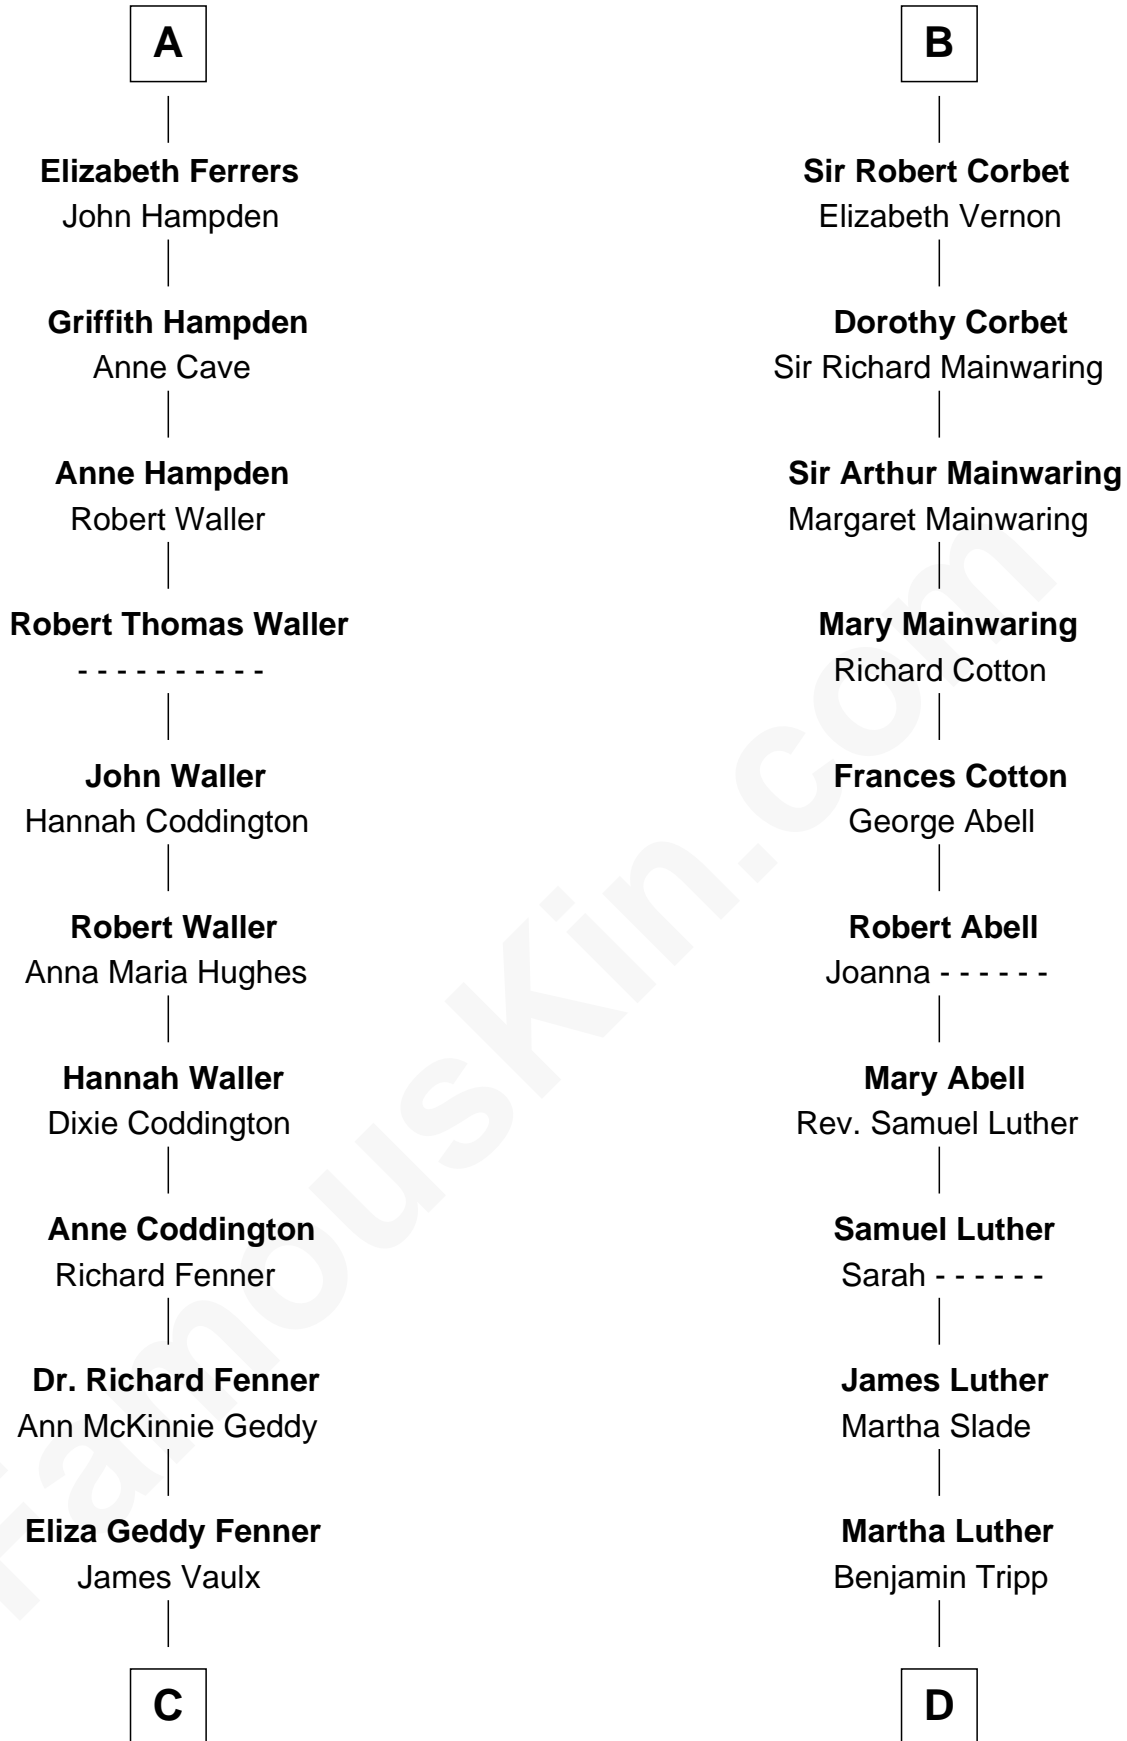 A
Elizabeth Ferrers
John Hampden
Griffith Hampden
Anne Cave
Anne Hampden
Robert Waller
Robert Thomas Waller
- - - - - - - - - -
John Waller
Hannah Coddington
Robert Waller
Anna Maria Hughes
Hannah Waller
Dixie Coddington
Anne Coddington
Richard Fenner
Dr. Richard Fenner
Ann McKinnie Geddy
Eliza Geddy Fenner
James Vaulx
C
B
Sir Robert Corbet
Elizabeth Vernon
Dorothy Corbet
Sir Richard Mainwaring
Sir Arthur Mainwaring
Margaret Mainwaring
Mary Mainwaring
Richard Cotton
Frances Cotton
George Abell
Robert Abell
Joanna - - - - - -
Mary Abell
Rev. Samuel Luther
Samuel Luther
Sarah - - - - - -
James Luther
Martha Slade
Martha Luther
Benjamin Tripp
D
FamousKin.com